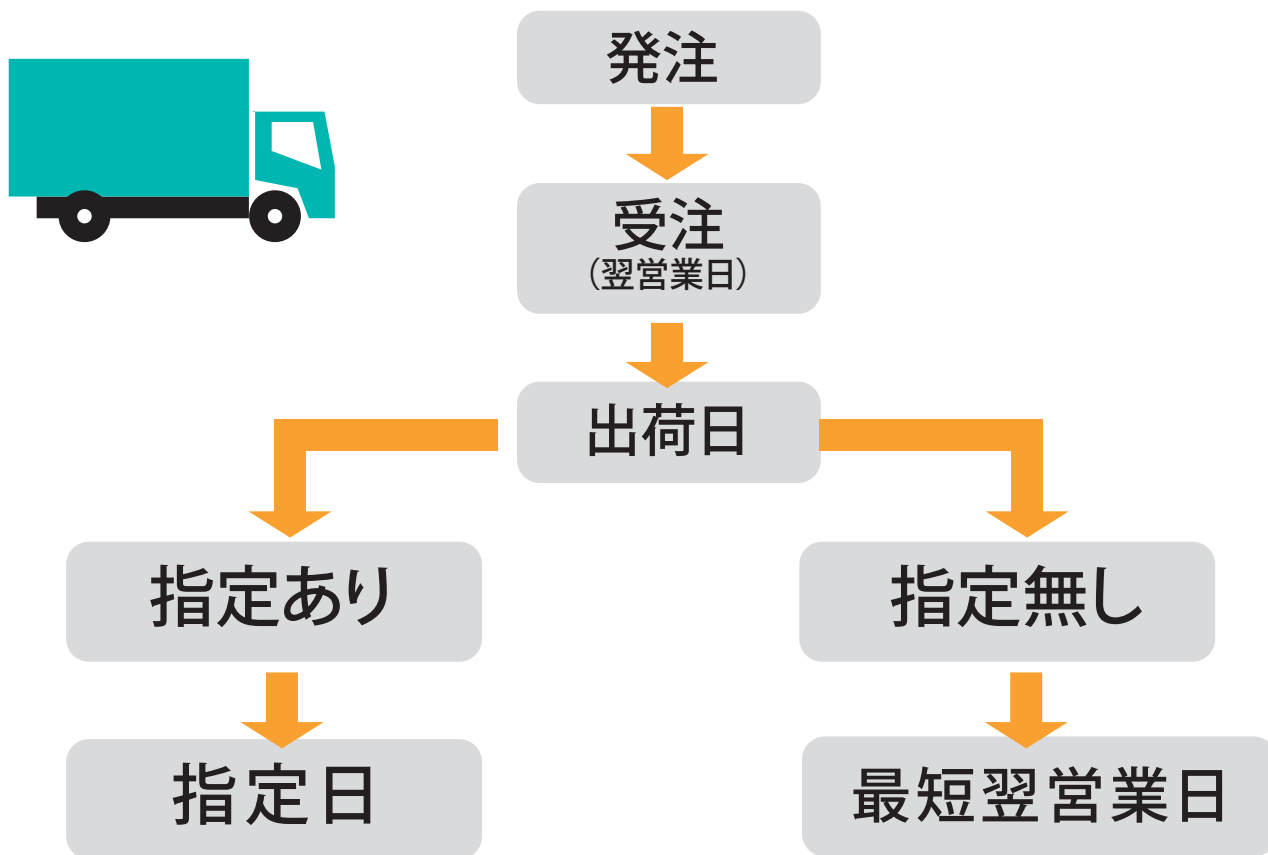 発注
受注
（翌営業日）
出荷日
指定あり
指定無し
指定日
最短翌営業日